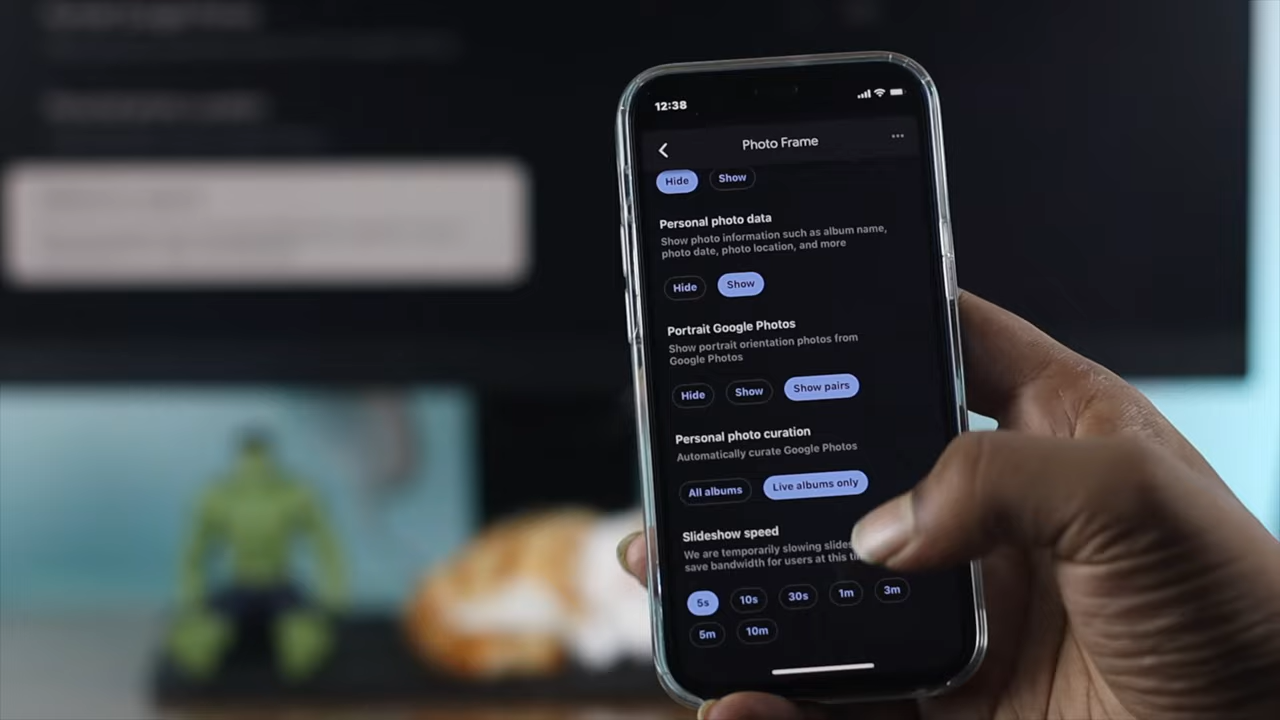 12:38
Photo Frame
Hide Show
Personal photo data
Show photo information such as album name,
photo date, photo location, and more
Hide Show
Portrait Google Photos
Show portrait orientation photos from
Google Photos
Hide Show Show pairs
Personal photo curation
Automatically curate Google Photos
All albums Live albums only
Slideshow speed
We are temporarily slowing
save bandwidth for users at this
5s 10s 30s 1m 3m
5m 10m